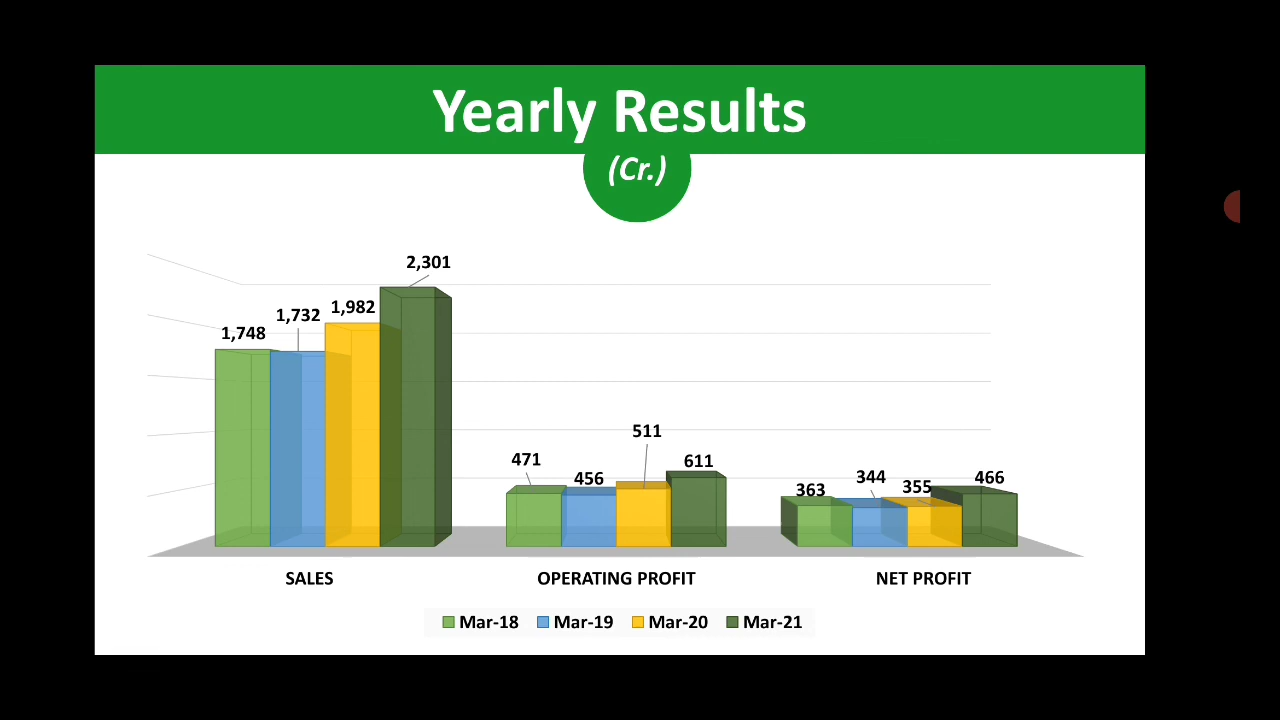 Yearly Results
(Cr.)
2,301
1,982
1,732
1,748
511
471
456
611
344
363
355
466
SALES
OPERATING PROFIT
NET PROFIT
Mar-18
Mar-19
Mar-20
Mar-21